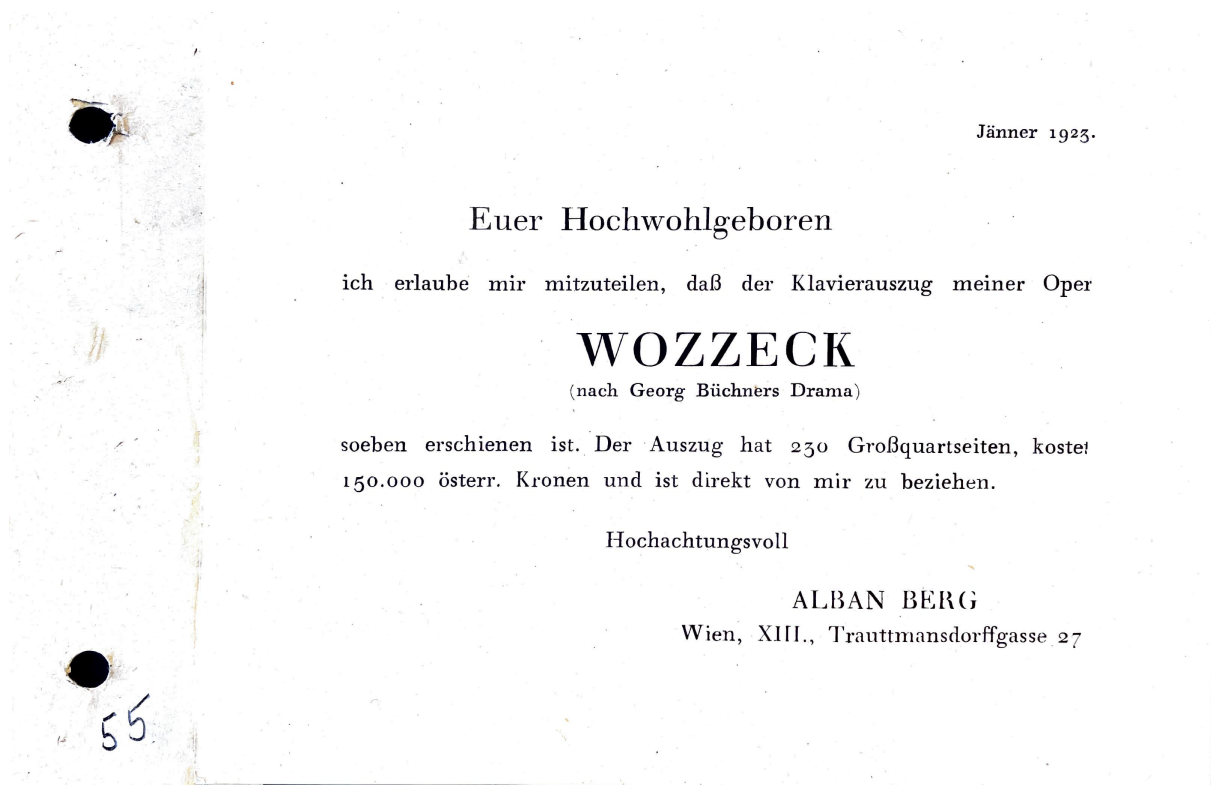 Jänner 1923.
Euer Hochwohlgeboren
ich erlaube mir mitzuteilen, daß der Klavierauszug meiner Oper
WOZZECK
(nach Georg Büchners Drama)
soeben erschienen ist. Der Auszug hat 230 Großquartseiten, kostet
150.000 österr. Kronen und ist direkt von mir zu beziehen.
Hochachtungsvoll
ALBAN BERG
Wien, XIII., Trauttmansdorffgasse 27
55